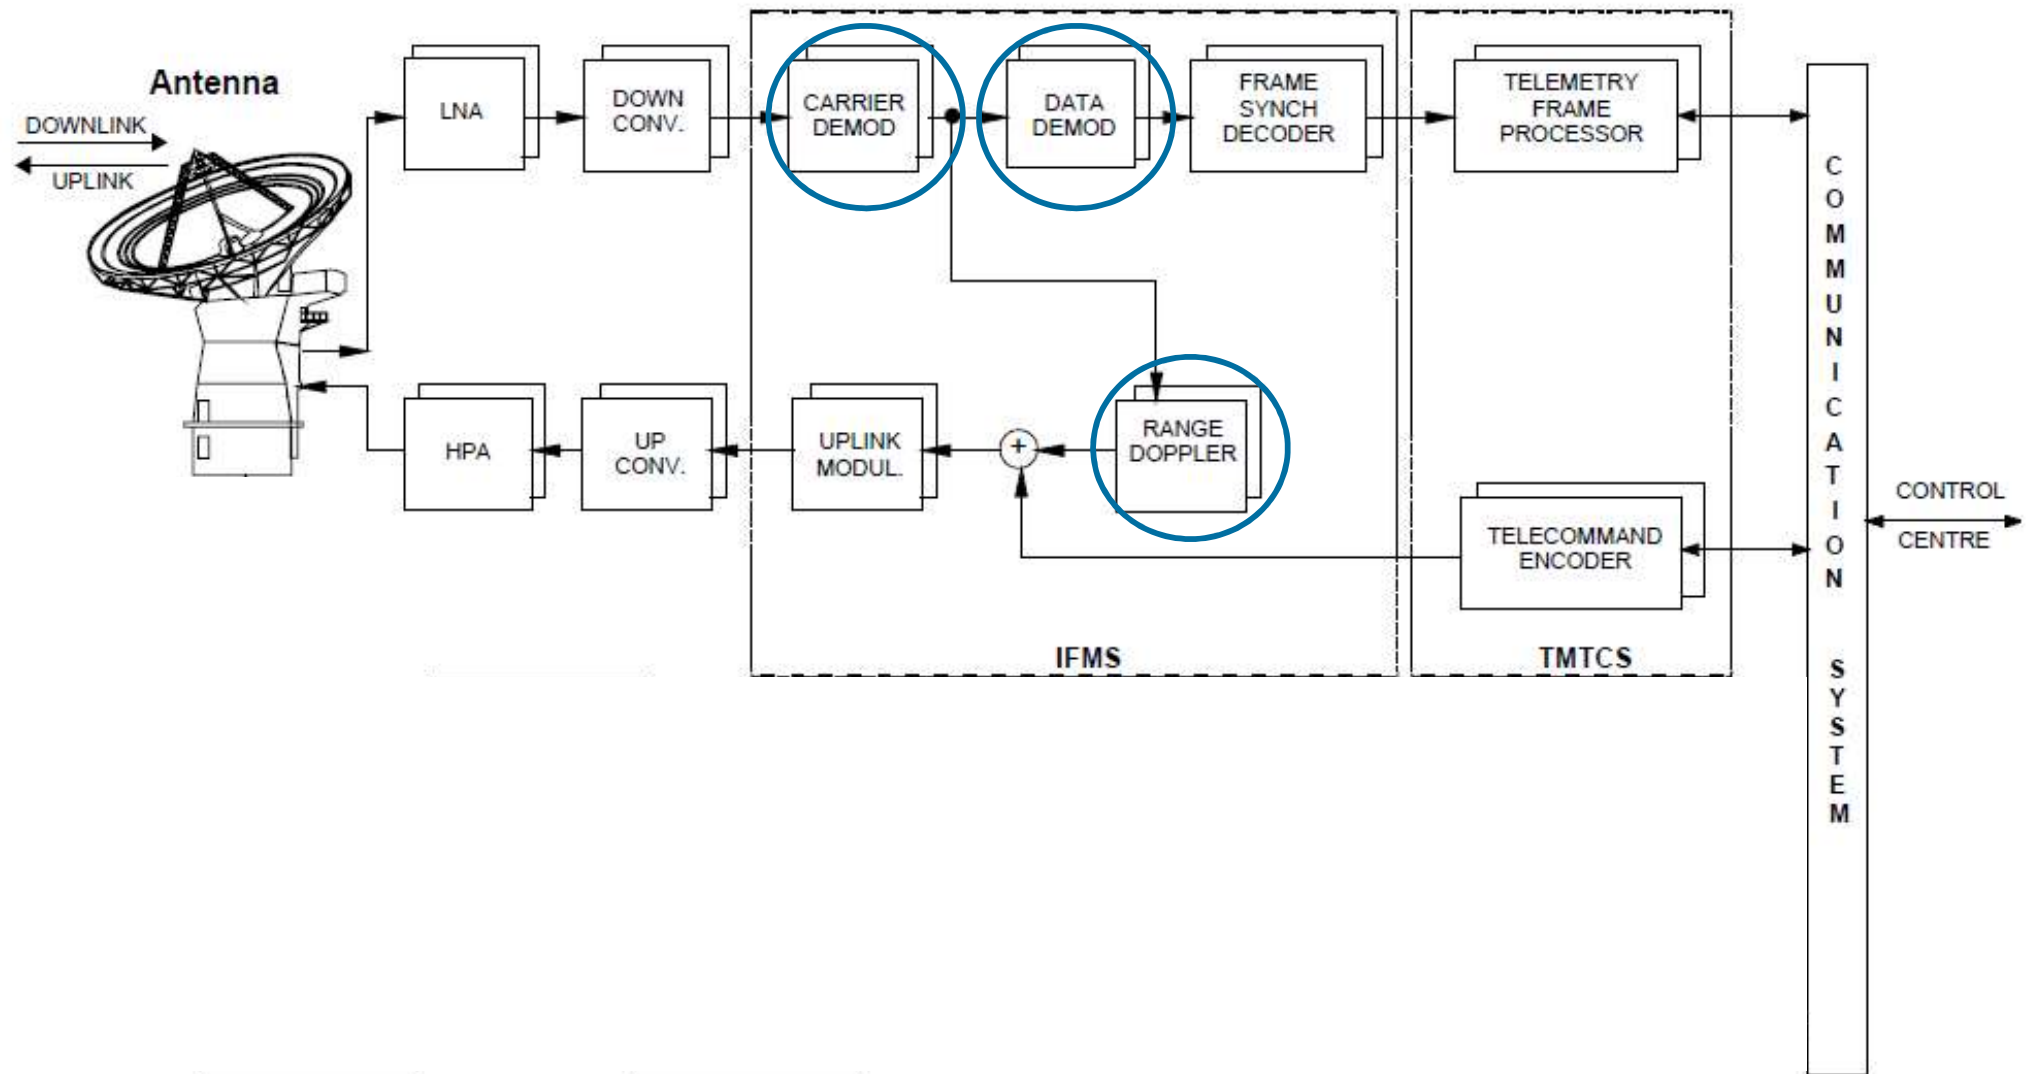 Antenna
DOWNLINK
UPLINK
LNA
DOWN
CONV.
CARRIER
DEMOD
DATA
DEMOD
FRAME
SYNCH
DECODER
TELEMETRY
FRAME
PROCESSOR
HPA
UP
CONV.
UPLINK
MODUL.
+
RANGE
DOPPLER
TELECOMMAND
ENCODER
IFMS
TMTCS
COMMUNICATION SYSTEM
CONTROL
CENTRE